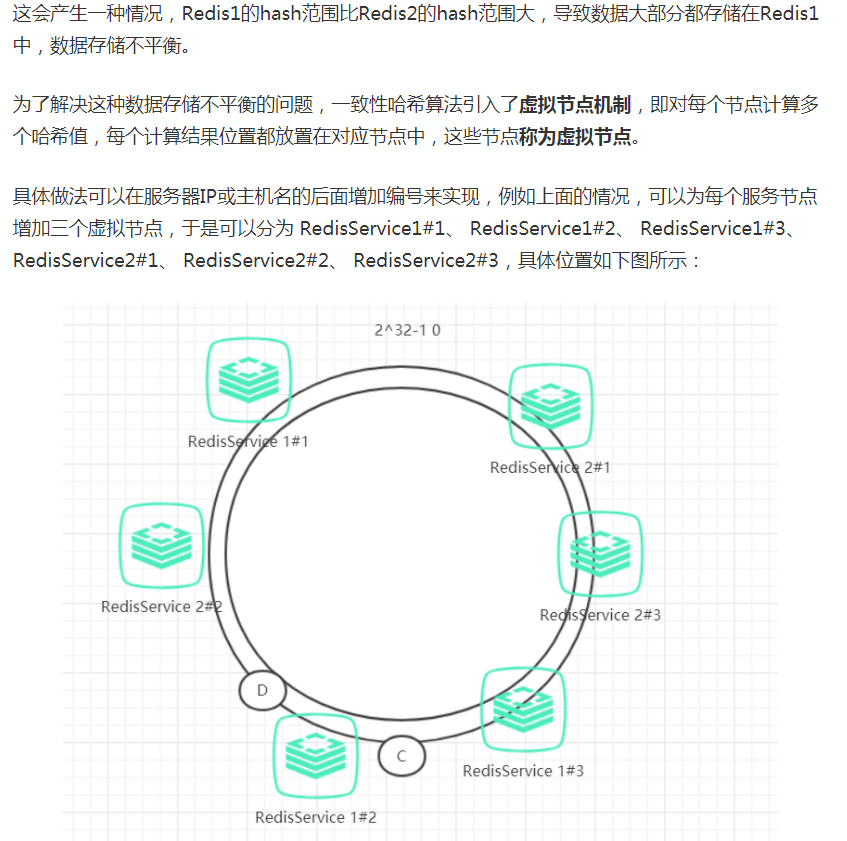 这会产生一种情况，Redis1的hash范围比Redis2的hash范围大，导致数据大部分都存储在Redis1
中，数据存储不平衡。
为了解决这种数据存储不平衡的问题，一致性哈希算法引入了虚拟节点机制，即对每个节点计算多
个哈希值，每个计算结果位置都放置在对应节点中，这些节点称为虚拟节点。
具体做法可以在服务器IP或主机名的后面增加编号来实现，例如上面的情况，可以为每个服务节点
增加三个虚拟节点，于是可以分为 RedisService1#1、 RedisService1#2、 RedisService1#3、
RedisService2#1、 RedisService2#2、 RedisService2#3，具体位置如下图所示：
2^32-1 0
RedisService 1#1
RedisService 2#1
RedisService 2#2
RedisService 2#3
D
C
RedisService 1#3
RedisService 1#2